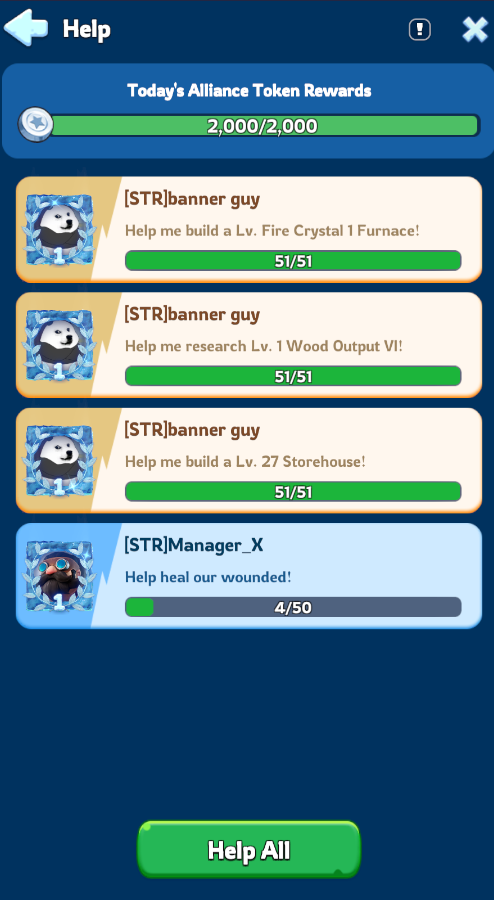 Help
!
Today's Alliance Token Rewards
2,000/2,000
[STR]banner guy
Help me build a Lv. Fire Crystal 1 Furnace!
1
51/51
[STR]banner guy
Help me research Lv. 1 Wood Output VI!
1
51/51
[STR]banner guy
Help me build a Lv. 27 Storehouse!
1
51/51
[STR]Manager_X
Help heal our wounded!
1
4/50
Help All